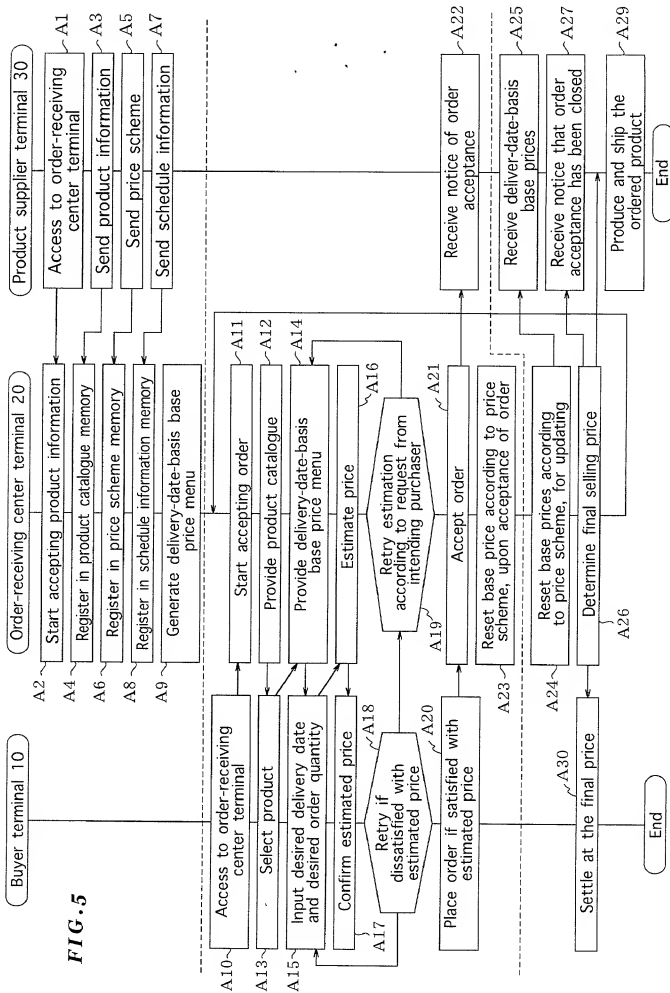 FIG.5
Buyer terminal 10
Order-receiving center terminal 20
Product supplier terminal 30
A1
Access to order-receiving
center terminal
A2
Start accepting product information
A3
Send product information
A4
Register in product catalogue memory
A5
Send price scheme
A6
Register in price scheme memory
A7
Send schedule information
A8
Register in schedule information memory
A9
Generate delivery-date-basis base
price menu
A10
Access to order-receiving
center terminal
A11
Start accepting order
A12
Provide product catalogue
A13
Select product
A14
Provide delivery-date-basis
base price menu
A15
Input desired delivery date
and desired order quantity
A16
Estimate price
A17
Confirm estimated price
A18
Retry if
dissatisfied with
estimated price
A19
Retry estimation
according to request from
intending purchaser
A20
Place order if satisfied with
estimated price
A21
Accept order
A22
Receive notice of order
acceptance
A23
Reset base price according to price
scheme, upon acceptance of order
A24
Reset base prices according
to price scheme, for updating
A25
Receive deliver-date-basis
base prices
A26
Determine final selling price
A27
Receive notice that order
acceptance has been closed
A29
Produce and ship the
ordered product
A30
Settle at the final price
End
End